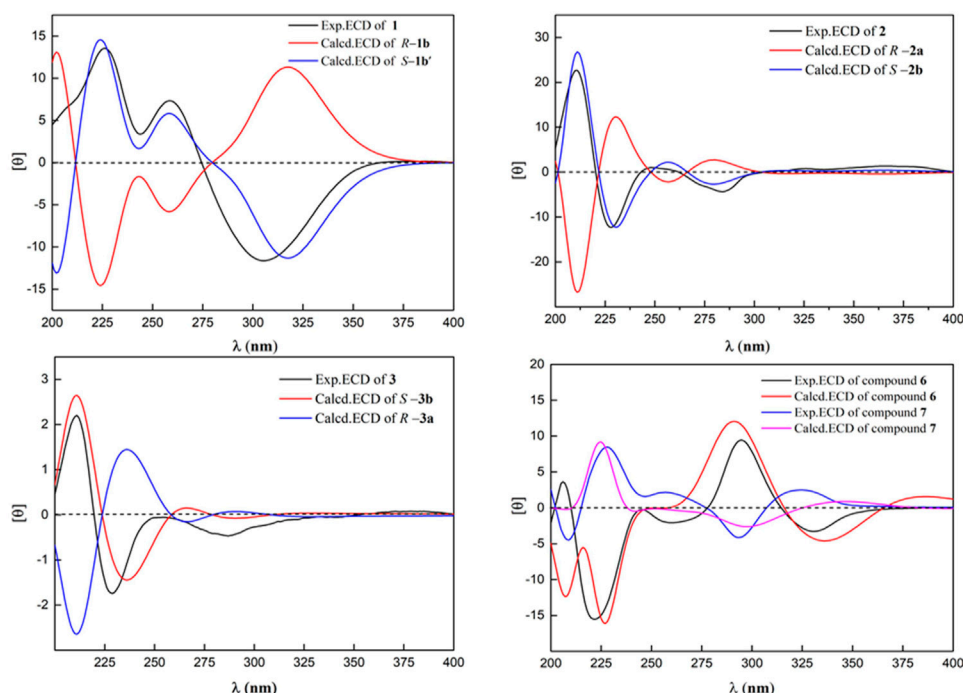 Exp.ECD of 1
Calcd.ECD of R–1b
Calcd.ECD of S–1b'
[θ]
15
10
5
0
-5
-10
-15
200 225 250 275 300 325 350 375 400
λ (nm)
Exp.ECD of 2
Calcd.ECD of R –2a
Calcd.ECD of S –2b
[θ]
30
20
10
0
-10
-20
200 225 250 275 300 325 350 375 400
λ (nm)
Exp.ECD of 3
Calcd.ECD of S –3b
Calcd.ECD of R –3a
[θ]
3
2
1
0
-1
-2
225 250 275 300 325 350 375 400
λ (nm)
Exp.ECD of compound 6
Calcd.ECD of compound 6
Exp.ECD of compound 7
Calcd.ECD of compound 7
[θ]
20
15
10
5
0
-5
-10
-15
200 225 250 275 300 325 350 375 400
λ (nm)